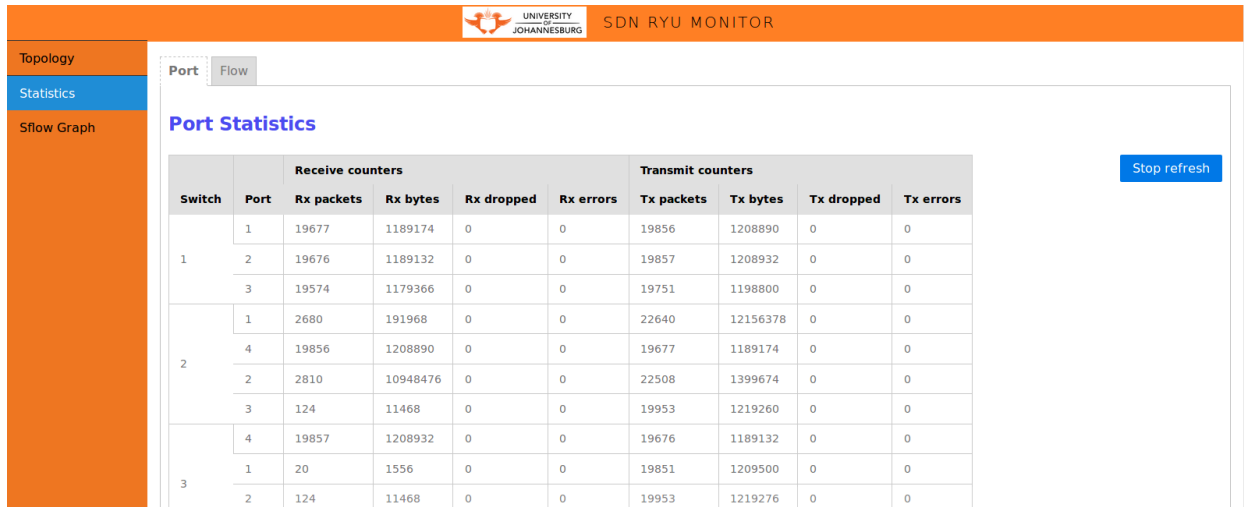 UNIVERSITY
OF
JOHANNESBURG
SDN RYU MONITOR
Topology
Statistics
Sflow Graph
Port Flow
Port Statistics
Stop refresh
Receive counters Transmit counters
Switch Port Rx packets Rx bytes Rx dropped Rx errors Tx packets Tx bytes Tx dropped Tx errors
1 1 19677 1189174 0 0 19856 1208890 0 0
2 19676 1189132 0 0 19857 1208932 0 0
3 19574 1179366 0 0 19751 1198800 0 0
2 1 2680 191968 0 0 22640 12156378 0 0
4 19856 1208890 0 0 19677 1189174 0 0
2 2810 10948476 0 0 22508 1399674 0 0
3 124 11468 0 0 19953 1219260 0 0
3 4 19857 1208932 0 0 19676 1189132 0 0
1 20 1556 0 0 19851 1209500 0 0
2 124 11468 0 0 19953 1219276 0 0